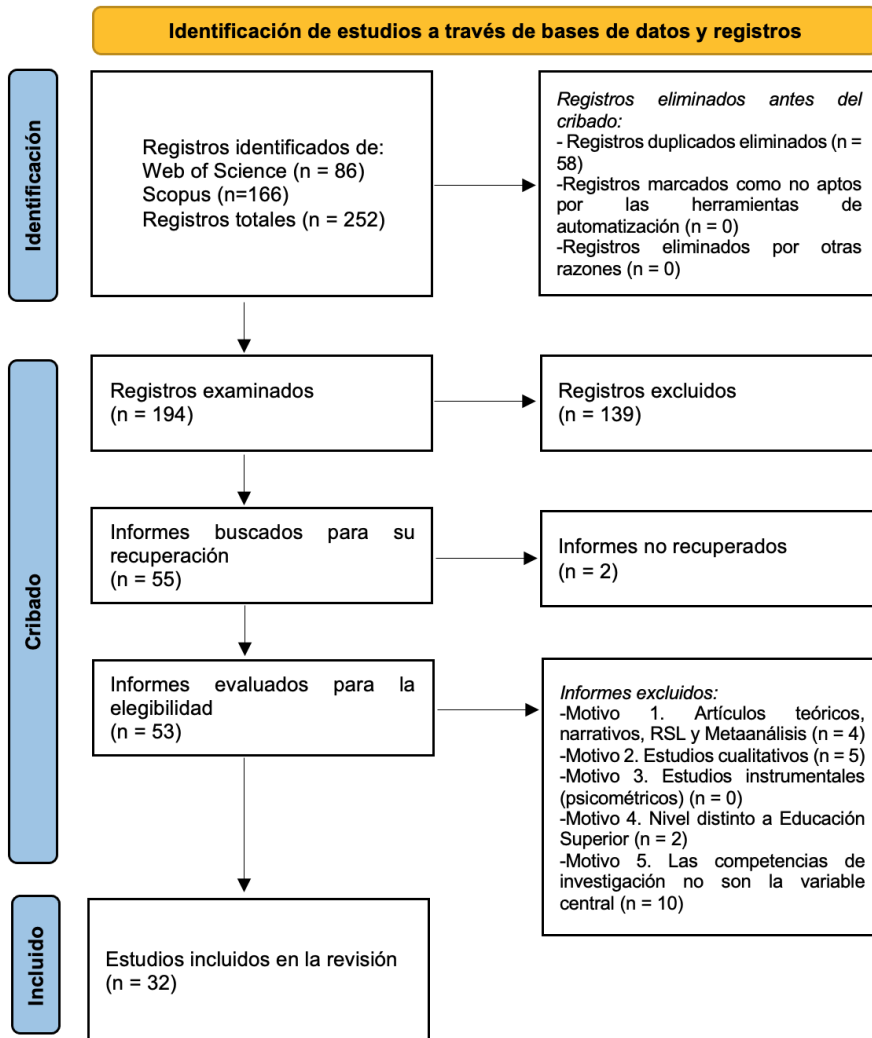 Identificación de estudios a través de bases de datos y registros
Identificación
Registros identificados de:
Web of Science (n = 86)
Scopus (n=166)
Registros totales (n = 252)
Registros eliminados antes del
cribado:
- Registros duplicados eliminados (n =
58)
-Registros marcados como no aptos
por las herramientas de
automatización (n = 0)
-Registros eliminados por otras
razones (n = 0)
Cribado
Registros examinados
(n = 194)
Registros excluidos
(n = 139)
Informes buscados para su
recuperación
(n = 55)
Informes no recuperados
(n = 2)
Informes evaluados para la
elegibilidad
(n = 53)
Informes excluidos:
-Motivo 1. Artículos teóricos,
narrativos, RSL y Metaanálisis (n = 4)
-Motivo 2. Estudios cualitativos (n = 5)
-Motivo 3. Estudios instrumentales
(psicométricos) (n = 0)
-Motivo 4. Nivel distinto a Educación
Superior (n = 2)
-Motivo 5. Las competencias de
investigación no son la variable
central (n = 10)
Incluido
Estudios incluidos en la revisión
(n = 32)